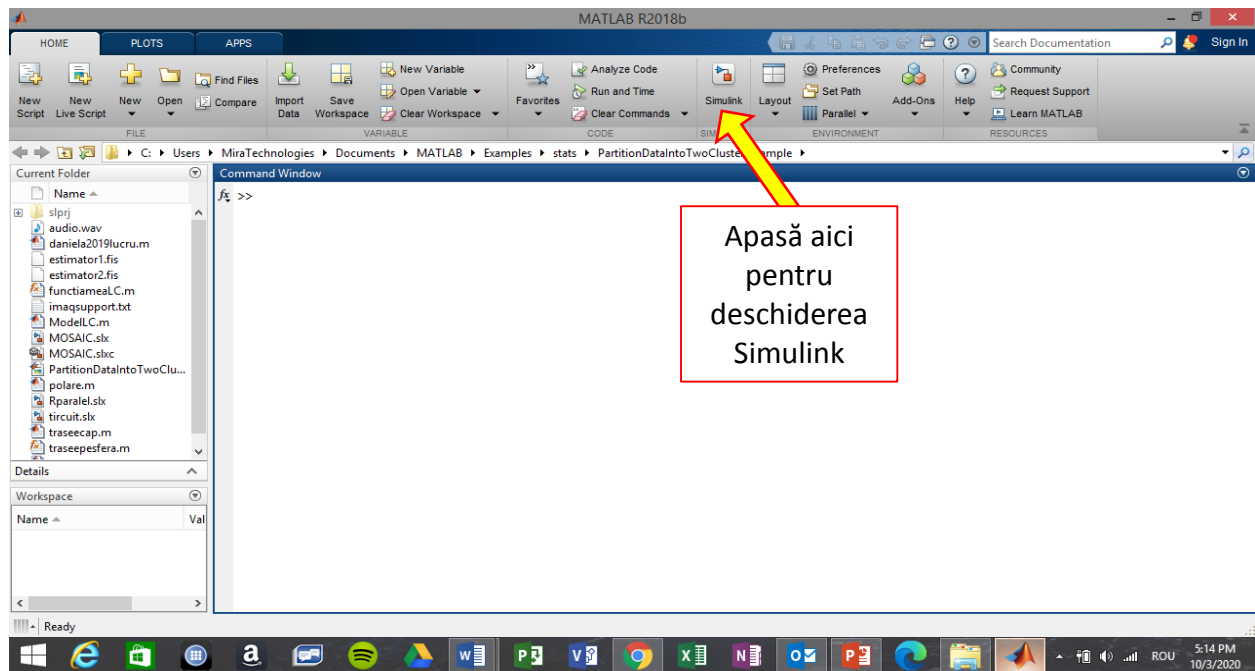 MATLAB R2018b
HOME PLOTS APPS
Search Documentation
Sign In
New Script
New Live Script
New
Open
Find Files
Compare
Import Data
Save Workspace
New Variable
Open Variable
Clear Workspace
Favorites
Analyze Code
Run and Time
Clear Commands
Simulink
Layout
Preferences
Set Path
Parallel
Add-Ons
Help
Community
Request Support
Learn MATLAB
FILE VARIABLE CODE ENVIRONMENT RESOURCES
C: Users MiraTechnologies Documents MATLAB Examples stats
Current Folder
Command Window
Name
fx >>
slprj
audio.wav
daniela2019lucru.m
estimator1.fis
estimator2.fis
functiameaLC.m
imaqsupport.txt
ModelLC.m
MOSAIC.slx
MOSAIC.slxc
PartitionDataIntoTwoClu...
polare.m
Rparalel.slx
tircuit.slx
traseecap.m
traseepesfera.m
Details
Workspace
Name Val
Apasă aici
pentru
deschiderea
Simulink
Ready
ROU
5:14 PM
10/3/2020